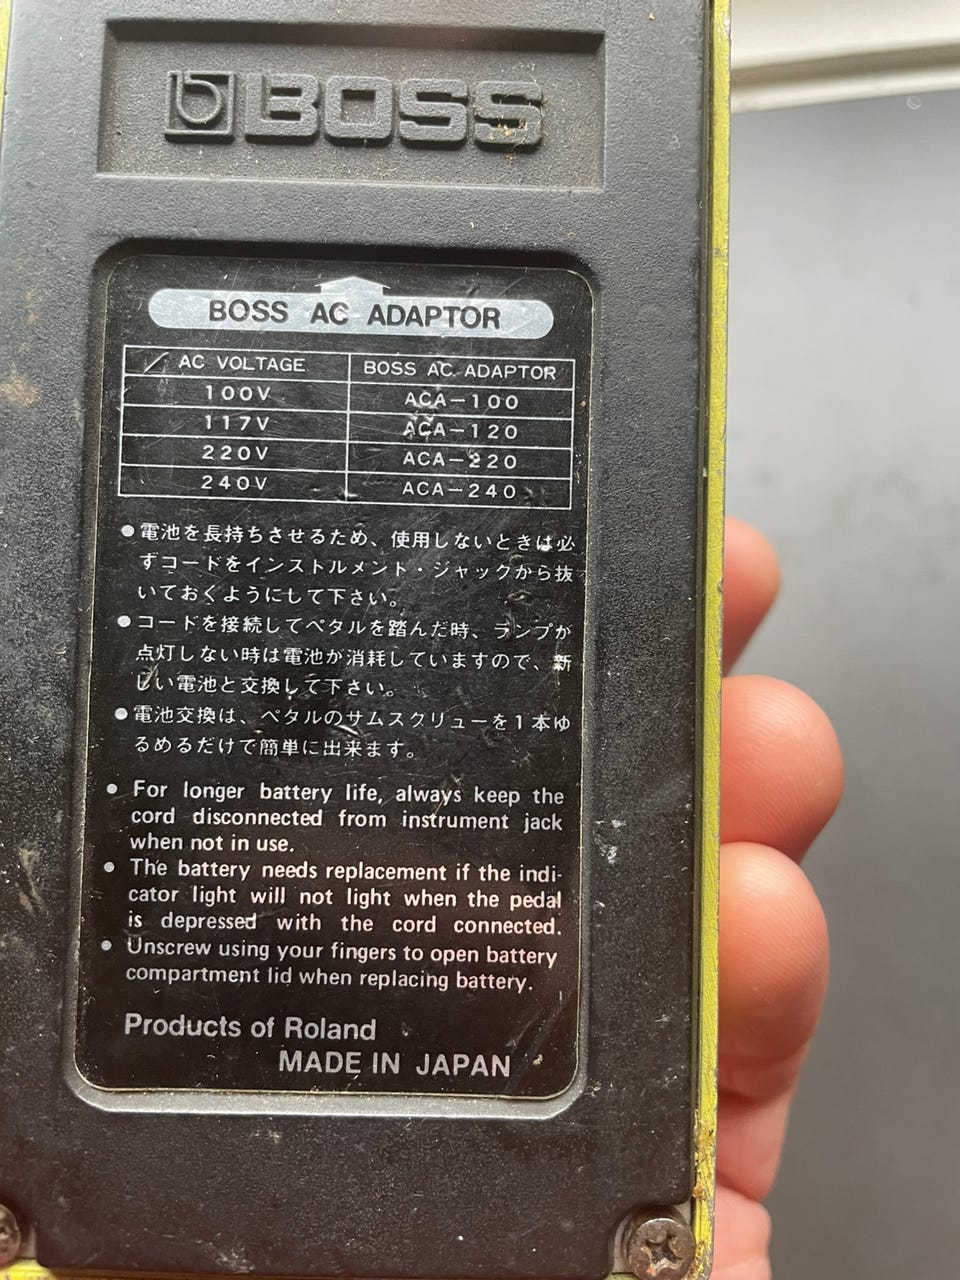 BOSS
BOSS AC ADAPTOR
AC VOLTAGE BOSS AC ADAPTOR
100V ACA-100
117V ACA-120
220V ACA-220
240V ACA-240
●電池を長持ちさせるため、使用しないときは必
ずコードをインストルメント・ジャックから抜
いておくようにして下さい。
●コードを接続してペタルを踏んだ時、ランプが
点灯しない時は電池が消耗していますので、新
しい電池と交換して下さい。
●電池交換は、ペタルのサムスクリューを1本ゆ
るめるだけで簡単に出来ます。
● For longer battery life, always keep the
cord disconnected from instrument jack
when not in use.
● The battery needs replacement if the indi-
cator light will not light when the pedal
is depressed with the cord connected.
● Unscrew using your fingers to open battery
compartment lid when replacing battery.
Products of Roland
MADE IN JAPAN